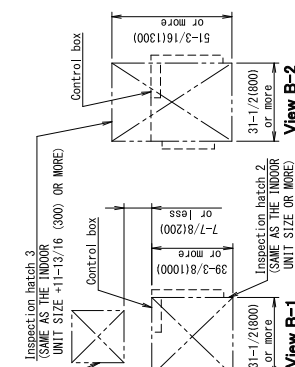 51-3/16(1300)
or more
Control box
31-1/2(800)
or more
View B-2
Inspection hatch 3
(SAME AS THE INDOOR
UNIT SIZE +11-13/16 (300) OR MORE)
Control box
7-7/8(200)
or less
39-3/8(1000)
or more
Inspection hatch 2
(SAME AS THE INDOOR
UNIT SIZE OR MORE)
31-1/2(800)
or more
View B-1